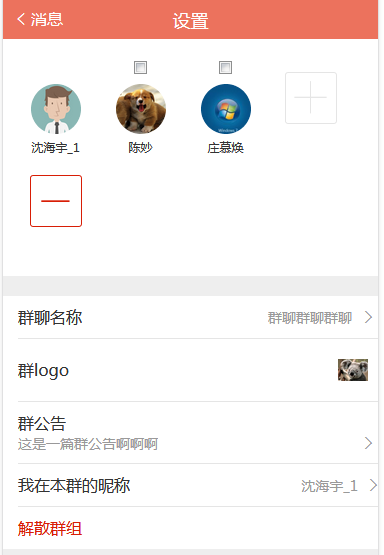 消息
设置
沈海宇_1
陈妙
庄慕焕
群聊名称 群聊群聊群聊
群logo
群公告
这是一篇群公告啊啊啊
我在本群的昵称 沈海宇_1
解散群组